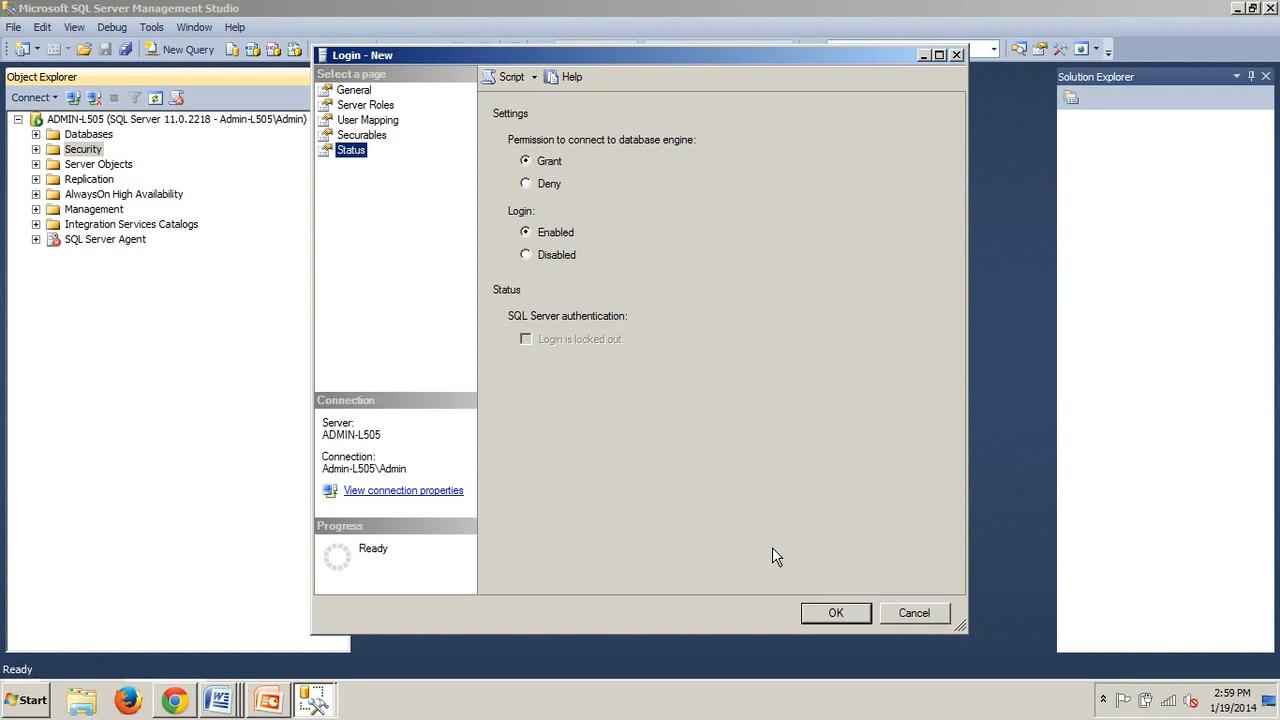 Microsoft SQL Server Management Studio
File Edit View Debug Tools Window Help
New Query
Object Explorer
Connect
ADMIN-L505 (SQL Server 11.0.2218 - Admin-L505\Admin)
Databases
Security
Server Objects
Replication
AlwaysOn High Availability
Management
Integration Services Catalogs
SQL Server Agent
Login - New
Select a page
General
Server Roles
User Mapping
Securables
Status
Script Help
Settings
Permission to connect to database engine:
Grant
Deny
Login:
Enabled
Disabled
Status
SQL Server authentication:
Login is locked out
Connection
Server:
ADMIN-L505
Connection:
Admin-L505\Admin
View connection properties
Progress
Ready
OK Cancel
Solution Explorer
Ready
Start
2:59 PM
1/19/2014